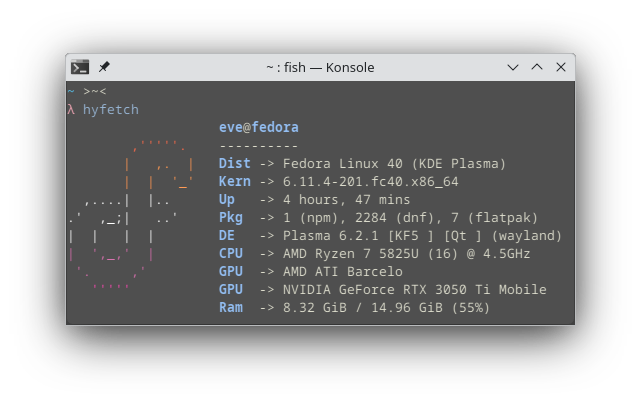 ~ : fish — Konsole
~ >~<
λ hyfetch
eve@fedora
----------
Dist -> Fedora Linux 40 (KDE Plasma)
Kern -> 6.11.4-201.fc40.x86_64
Up -> 4 hours, 47 mins
Pkg -> 1 (npm), 2284 (dnf), 7 (flatpak)
DE -> Plasma 6.2.1 [KF5 ] [Qt ] (wayland)
CPU -> AMD Ryzen 7 5825U (16) @ 4.5GHz
GPU -> AMD ATI Barcelo
GPU -> NVIDIA GeForce RTX 3050 Ti Mobile
Ram -> 8.32 GiB / 14.96 GiB (55%)